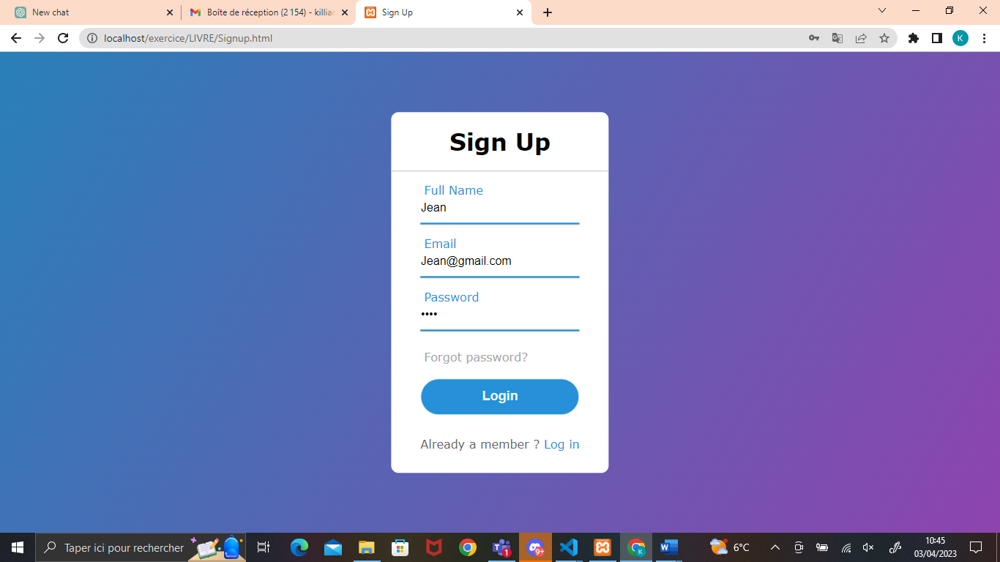 New chat
Boîte de réception (2 154) - killiar
Sign Up
localhost/exercice/LIVRE/Signup.html
K
Sign Up
Full Name
Jean
Email
Jean@gmail.com
Password
••••
Forgot password?
Login
Already a member ? Log in
Taper ici pour rechercher
1
9+
K
W
6°C
10:45
03/04/2023